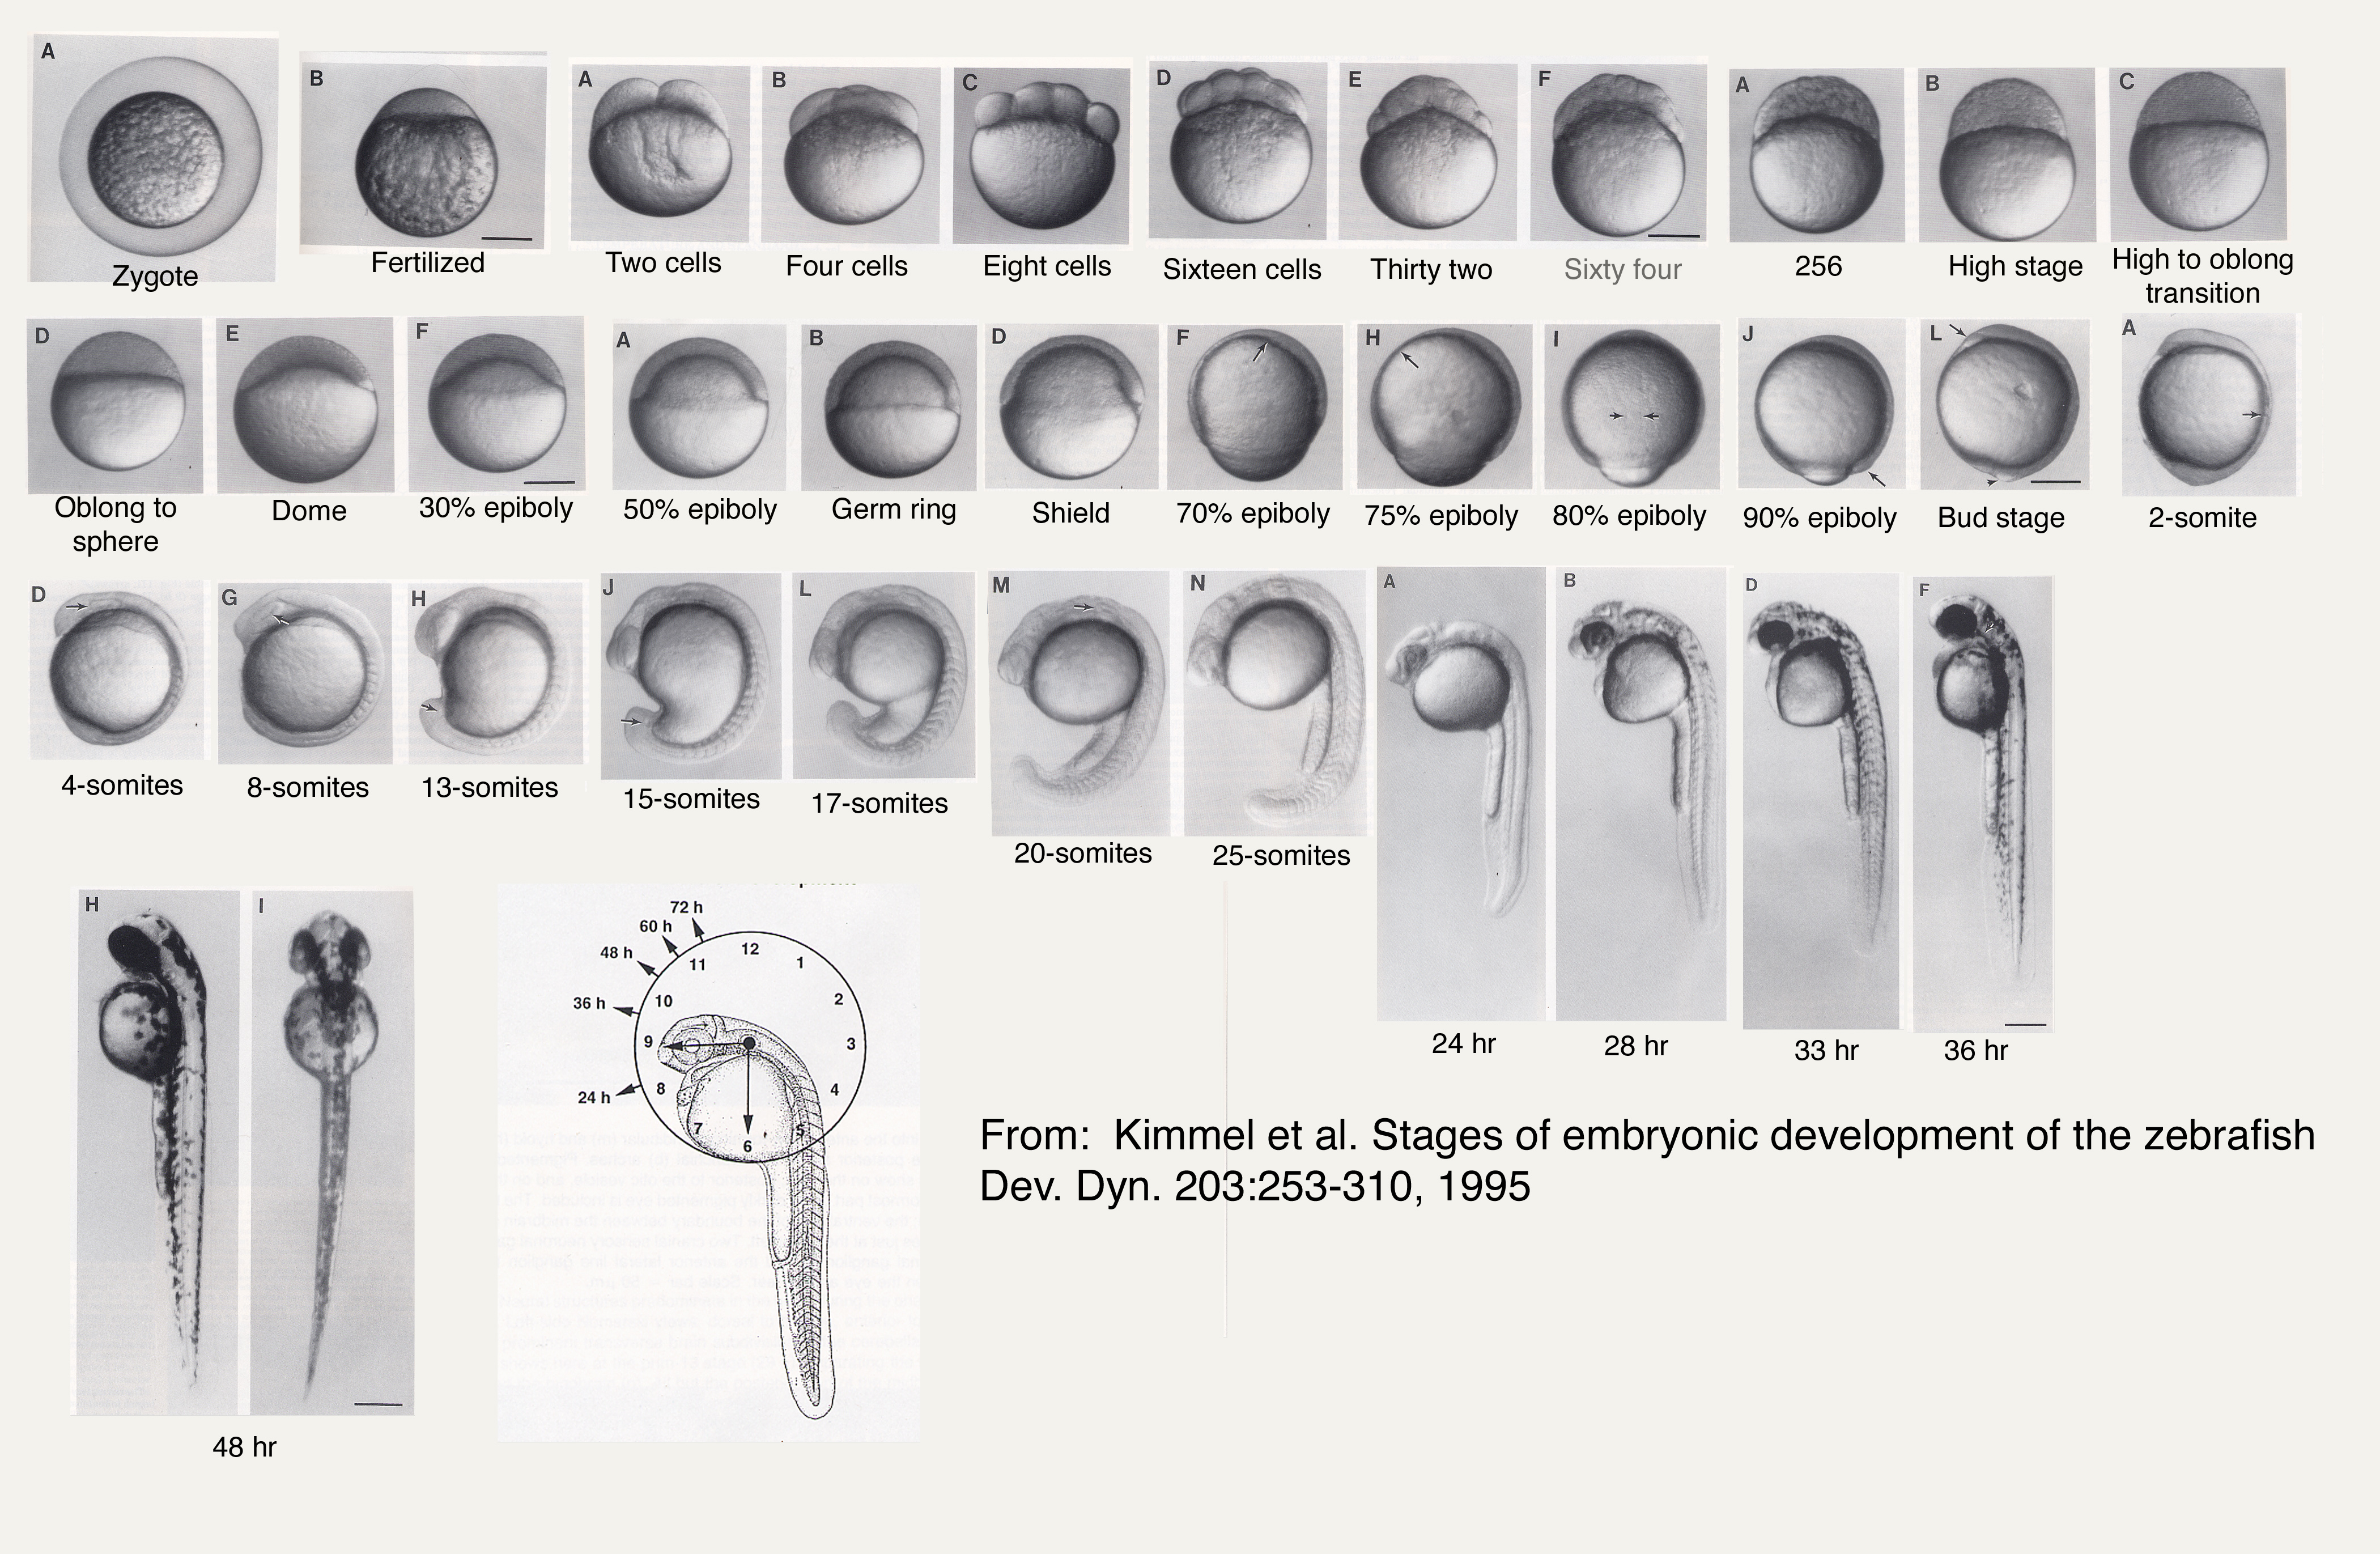 A
B
A
B
C
D
E
F
A
B
C
Zygote
Fertilized
Two cells
Four cells
Eight cells
Sixteen cells
Thirty two
Sixty four
256
High stage
High to oblong
transition
D
E
F
A
B
D
F
H
I
J
L
A
Oblong to
sphere
Dome
30% epiboly
50% epiboly
Germ ring
Shield
70% epiboly
75% epiboly
80% epiboly
90% epiboly
Bud stage
2-somite
D
G
H
J
L
M
N
A
B
D
F
4-somites
8-somites
13-somites
15-somites
17-somites
20-somites
25-somites
24 hr
28 hr
33 hr
36 hr
H
I
48 hr
72 h
60 h
48 h
36 h
24 h
12
1
2
3
4
5
6
7
8
9
10
11
From: Kimmel et al. Stages of embryonic development of the zebrafish
Dev. Dyn. 203:253-310, 1995